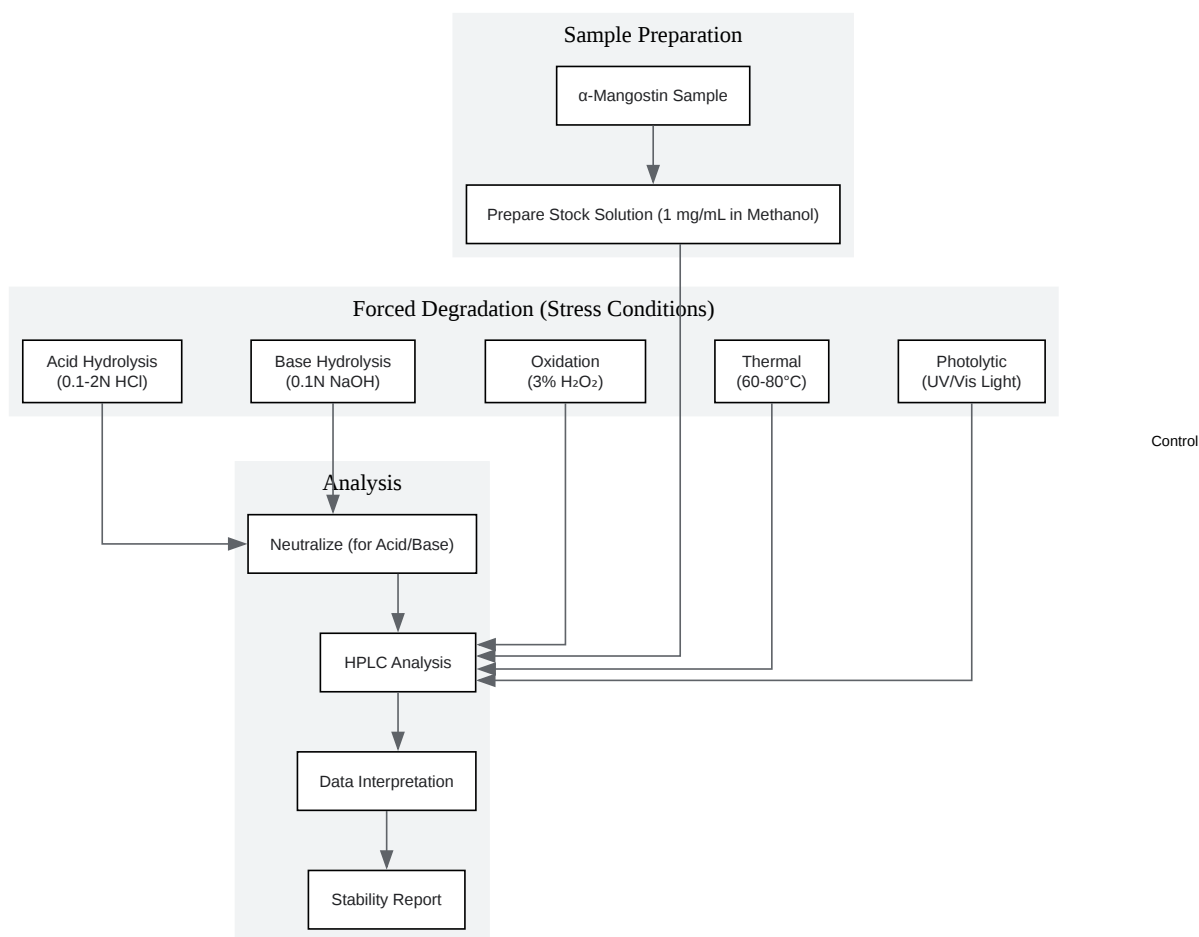 Sample Preparation
α-Mangostin Sample
Prepare Stock Solution (1 mg/mL in Methanol)
Forced Degradation (Stress Conditions)
Acid Hydrolysis
(0.1-2N HCl)
Base Hydrolysis
(0.1N NaOH)
Oxidation
(3% H₂O₂)
Thermal
(60-80°C)
Photolytic
(UV/Vis Light)
Control
Analysis
Neutralize (for Acid/Base)
HPLC Analysis
Data Interpretation
Stability Report